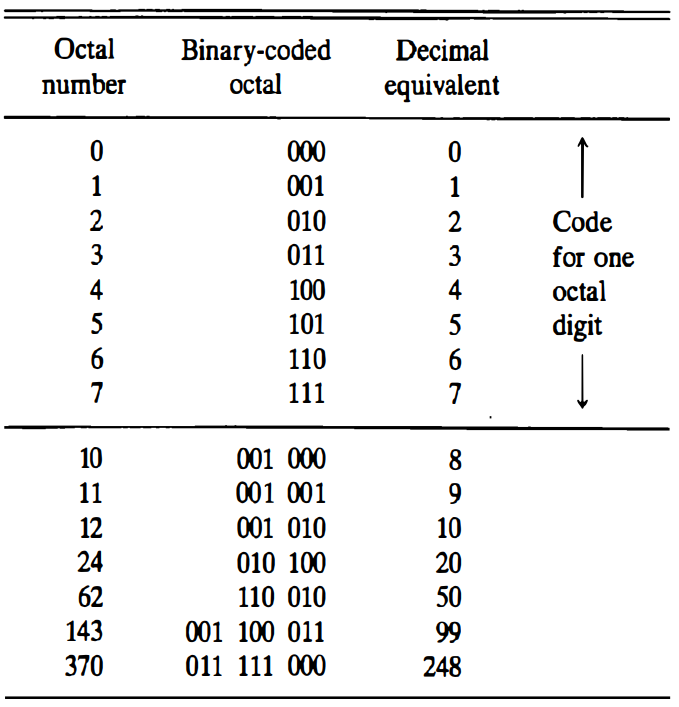 Octal Binary-coded Decimal
number octal equivalent
0 000 0
1 001 1
2 010 2 Code
3 011 3 for one
4 100 4 octal
5 101 5 digit
6 110 6
7 111 7
10 001 000 8
11 001 001 9
12 001 010 10
24 010 100 20
62 110 010 50
143 001 100 011 99
370 011 111 000 248